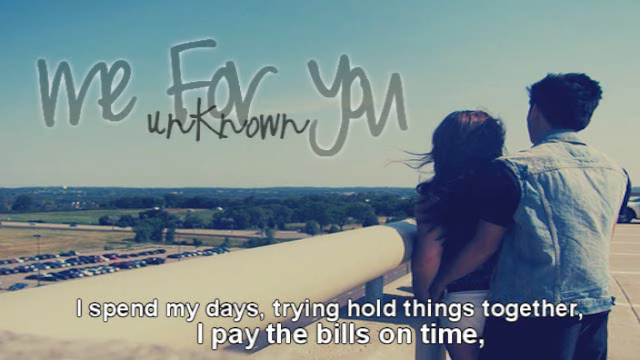 me For You
unknown
I spend my days, trying hold things together,
I pay the bills on time,